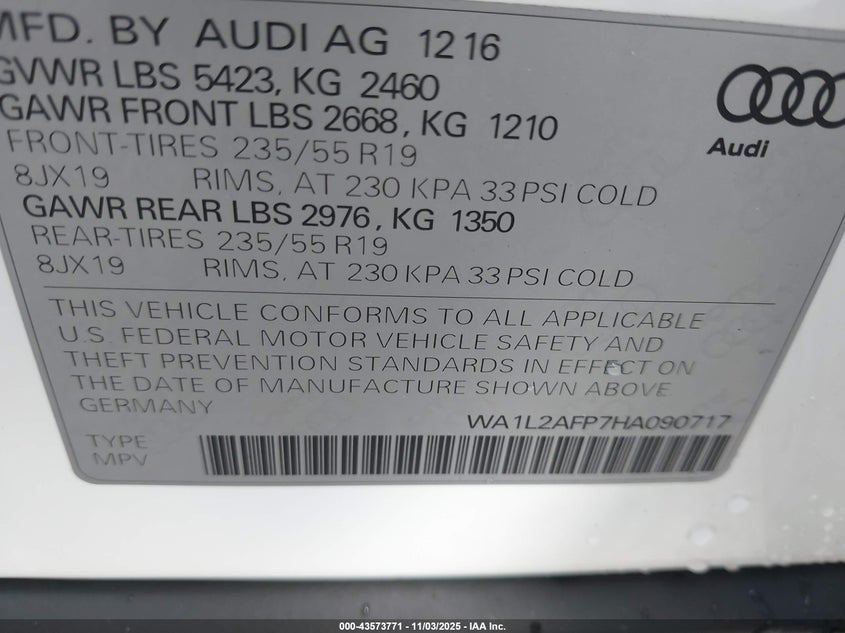 MFD. BY AUDI AG 12 16
GVWR LBS 5423, KG 2460
GAWR FRONT LBS 2668, KG 1210
FRONT-TIRES 235/55 R19
8JX19 RIMS, AT 230 KPA 33 PSI COLD
GAWR REAR LBS 2976, KG 1350
REAR-TIRES 235/55 R19
8JX19 RIMS, AT 230 KPA 33 PSI COLD
Audi
THIS VEHICLE CONFORMS TO ALL APPLICABLE
U.S. FEDERAL MOTOR VEHICLE SAFETY AND
THEFT PREVENTION STANDARDS IN EFFECT ON
THE DATE OF MANUFACTURE SHOWN ABOVE
GERMANY
WA1L2AFP7HA090717
TYPE
MPV
000-43573771 | 11/03/2025 - IAA Inc.